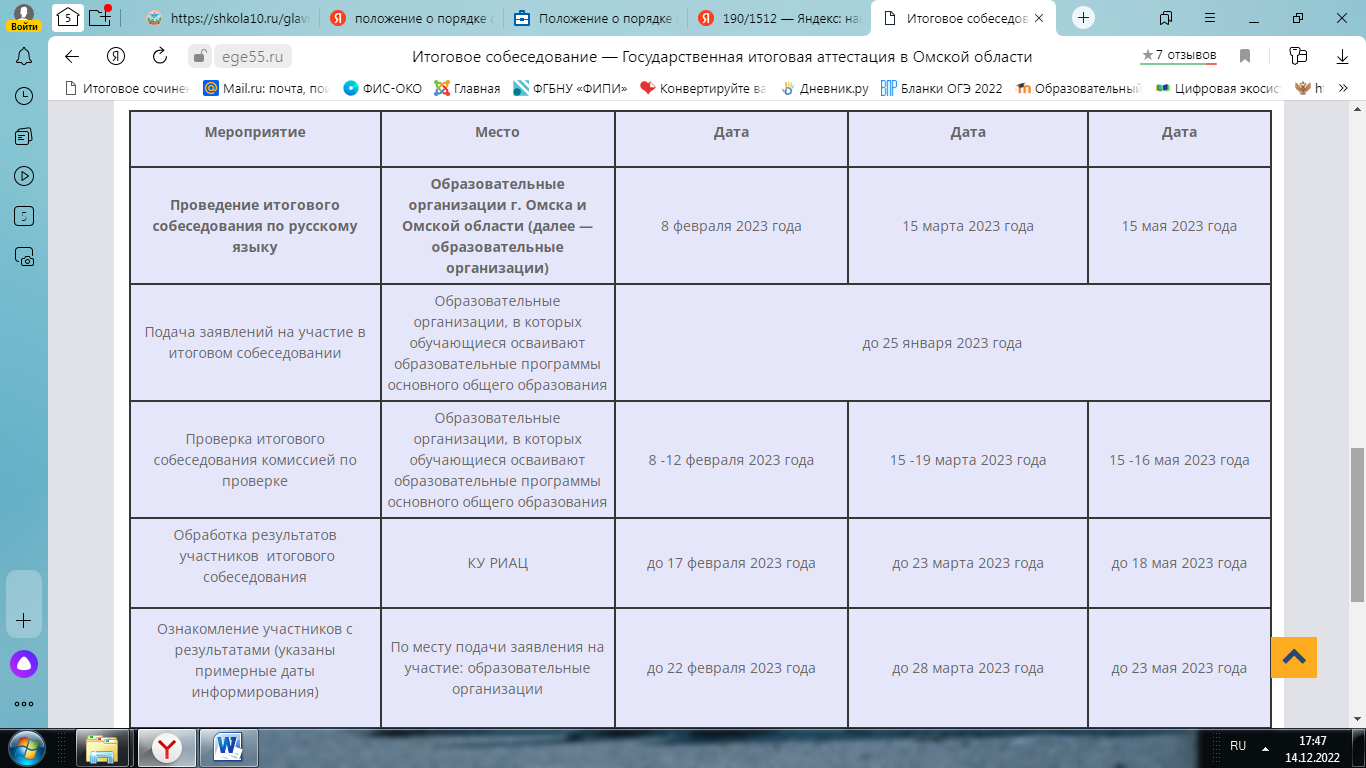 Войти
5
https://shkola10.ru/glav
положение о порядке
Положение о порядке
190/1512 — Яндекс: на
Итоговое собеседов
ege55.ru
Итоговое собеседование — Государственная итоговая аттестация в Омской области
7 отзывов
Итоговое сочинен
Mail.ru: почта, пои
ФИС-ОКО
Главная
ФГБНУ «ФИПИ»
Конвертируйте ва
Дневник.ру
Бланки ОГЭ 2022
Образовательный
Цифровая экосис
Мероприятие
Место
Дата
Дата
Дата
Проведение итогового
собеседования по русскому
языку
Образовательные
организации г. Омска и
Омской области (далее —
образовательные
организации)
8 февраля 2023 года
15 марта 2023 года
15 мая 2023 года
Подача заявлений на участие в
итоговом собеседовании
Образовательные
организации, в которых
обучающиеся осваивают
образовательные программы
основного общего образования
до 25 января 2023 года
Проверка итогового
собеседования комиссией по
проверке
Образовательные
организации, в которых
обучающиеся осваивают
образовательные программы
основного общего образования
8 -12 февраля 2023 года
15 -19 марта 2023 года
15 -16 мая 2023 года
Обработка результатов
участников итогового
собеседования
КУ РИАЦ
до 17 февраля 2023 года
до 23 марта 2023 года
до 18 мая 2023 года
Ознакомление участников с
результатами (указаны
примерные даты
информирования)
По месту подачи заявления на
участие: образовательные
организации
до 22 февраля 2023 года
до 28 марта 2023 года
до 23 мая 2023 года
5
RU
17:47
14.12.2022